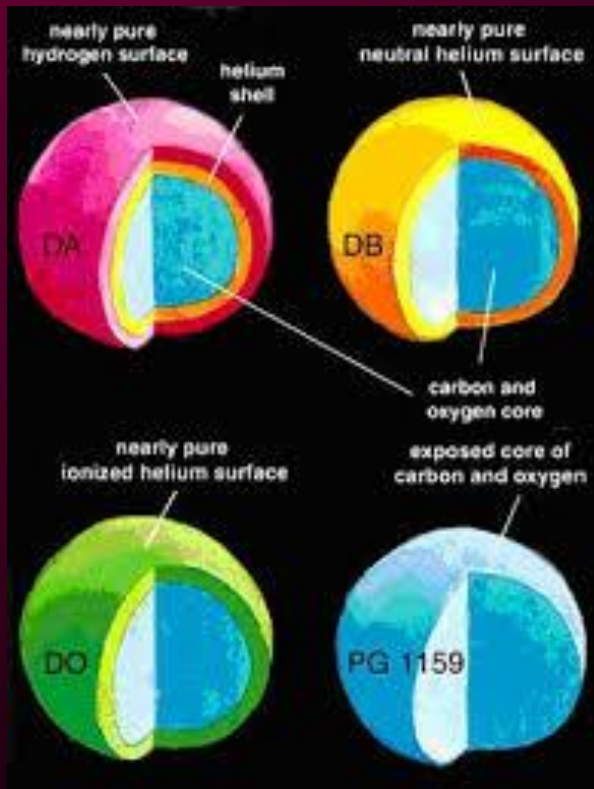 nearly pure
hydrogen surface
helium
shell
nearly pure
neutral helium surface
DA
DB
carbon and
oxygen core
nearly pure
ionized helium surface
exposed core of
carbon and oxygen
DO
PG 1159